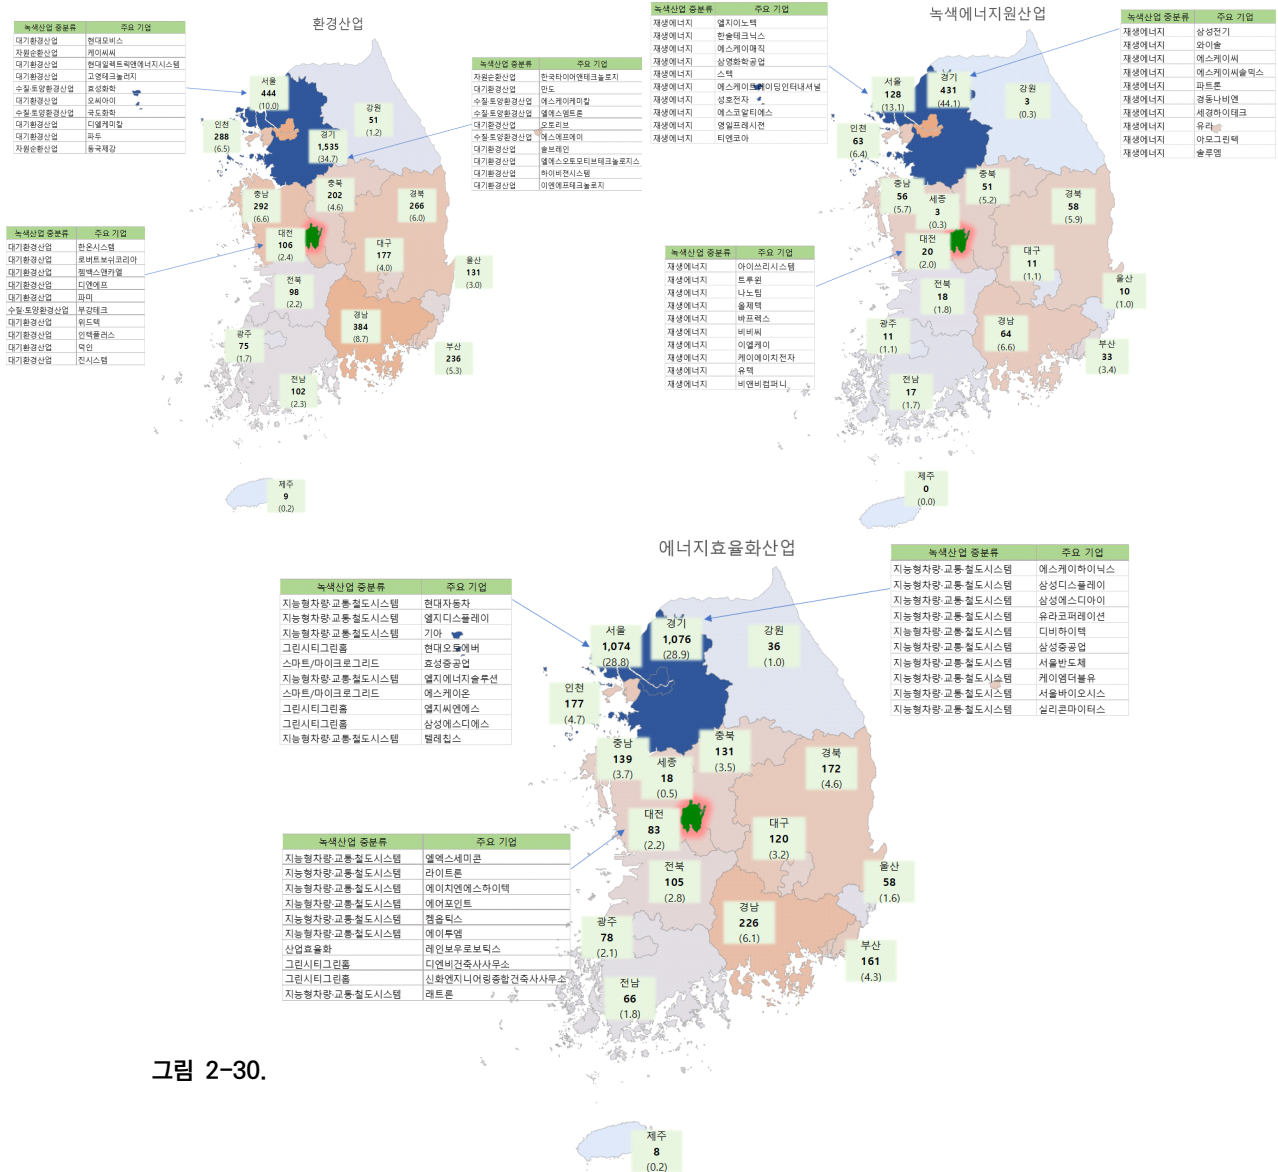 환경산업
녹색산업 중분류 주요 기업
대기환경산업 현대모비스
자원순환산업 케이씨씨
대기환경산업 현대일렉트릭앤에너지시스템
대기환경산업 고영테크놀러지
수질·토양환경산업 효성화학
대기환경산업 오씨아이
수질·토양환경산업 국도화학
대기환경산업 디엘케미칼
대기환경산업 파두
자원순환산업 동국제강
녹색산업 중분류 주요 기업
자원순환산업 한국타이어앤테크놀로지
대기환경산업 만도
수질·토양환경산업 에스케이케미칼
수질·토양환경산업 엘에스엠트론
대기환경산업 오토리브
수질·토양환경산업 에스에프에이
대기환경산업 솔브레인
대기환경산업 엘에스오토모티브테크놀로지스
대기환경산업 하이비젼시스템
대기환경산업 이엔에프테크놀로지
녹색산업 중분류 주요 기업
대기환경산업 한온시스템
대기환경산업 로버트보쉬코리아
대기환경산업 젬백스앤카엘
대기환경산업 디앤에프
대기환경산업 파미
수질·토양환경산업 부강테크
대기환경산업 위드텍
대기환경산업 인텍플러스
대기환경산업 덕인
대기환경산업 진시스템
서울
444
(10.0)
강원
51
(1.2)
인천
288
(6.5)
경기
1,535
(34.7)
충남
292
(6.6)
충북
202
(4.6)
경북
266
(6.0)
대전
106
(2.4)
대구
177
(4.0)
울산
131
(3.0)
전북
98
(2.2)
경남
384
(8.7)
광주
75
(1.7)
부산
236
(5.3)
전남
102
(2.3)
제주
9
(0.2)
녹색에너지원산업
녹색산업 중분류 주요 기업
재생에너지 엘지이노텍
재생에너지 한솔테크닉스
재생에너지 에스케이매직
재생에너지 삼영화학공업
재생에너지 스텍
재생에너지 에스케이트레이딩인터내셔널
재생에너지 성호전자
재생에너지 에스코알티에스
재생에너지 영일프레시젼
재생에너지 티앤코아
녹색산업 중분류 주요 기업
재생에너지 삼성전기
재생에너지 와이솔
재생에너지 에스케이씨
재생에너지 에스케이씨솔믹스
재생에너지 파트론
재생에너지 경동나비엔
재생에너지 세경하이테크
재생에너지 유라
재생에너지 아모그린텍
재생에너지 솔루엠
녹색산업 중분류 주요 기업
재생에너지 아이쓰리시스템
재생에너지 트루윈
재생에너지 나노팀
재생에너지 올제텍
재생에너지 바프렉스
재생에너지 비비씨
재생에너지 이엘케이
재생에너지 케이에이치전자
재생에너지 유텍
재생에너지 비앤비컴퍼니
서울
128
(13.1)
경기
431
(44.1)
강원
3
(0.3)
인천
63
(6.4)
충남
56
(5.7)
충북
51
(5.2)
세종
3
(0.3)
경북
58
(5.9)
대전
20
(2.0)
대구
11
(1.1)
울산
10
(1.0)
전북
18
(1.8)
경남
64
(6.6)
광주
11
(1.1)
부산
33
(3.4)
전남
17
(1.7)
제주
0
(0.0)
에너지효율화산업
녹색산업 중분류 주요 기업
지능형차량·교통·철도시스템 현대자동차
지능형차량·교통·철도시스템 엘지디스플레이
지능형차량·교통·철도시스템 기아
그린시티그린홈 현대오토에버
스마트/마이크로그리드 효성중공업
지능형차량·교통·철도시스템 엘지에너지솔루션
스마트/마이크로그리드 에스케이온
그린시티그린홈 엘지씨엔에스
그린시티그린홈 삼성에스디에스
지능형차량·교통·철도시스템 텔레칩스
녹색산업 중분류 주요 기업
지능형차량·교통·철도시스템 에스케이하이닉스
지능형차량·교통·철도시스템 삼성디스플레이
지능형차량·교통·철도시스템 삼성에스디아이
지능형차량·교통·철도시스템 유라코퍼레이션
지능형차량·교통·철도시스템 디비하이텍
지능형차량·교통·철도시스템 삼성중공업
지능형차량·교통·철도시스템 서울반도체
지능형차량·교통·철도시스템 케이엠더블유
지능형차량·교통·철도시스템 서울바이오시스
지능형차량·교통·철도시스템 실리콘마이터스
녹색산업 중분류 주요 기업
지능형차량·교통·철도시스템 엘엑스세미콘
지능형차량·교통·철도시스템 라이트론
지능형차량·교통·철도시스템 에이치엔에스하이텍
지능형차량·교통·철도시스템 에어포인트
지능형차량·교통·철도시스템 켐옵틱스
지능형차량·교통·철도시스템 에이투엠
산업효율화 레인보우로보틱스
그린시티그린홈 디엔비건축사사무소
그린시티그린홈 신화엔지니어링종합건축사사무소
지능형차량·교통·철도시스템 래트론
서울
1,074
(28.8)
경기
1,076
(28.9)
강원
36
(1.0)
인천
177
(4.7)
충남
139
(3.7)
충북
131
(3.5)
세종
18
(0.5)
경북
172
(4.6)
대전
83
(2.2)
대구
120
(3.2)
전북
105
(2.8)
울산
58
(1.6)
경남
226
(6.1)
광주
78
(2.1)
부산
161
(4.3)
전남
66
(1.8)
제주
8
(0.2)
그림 2-30.